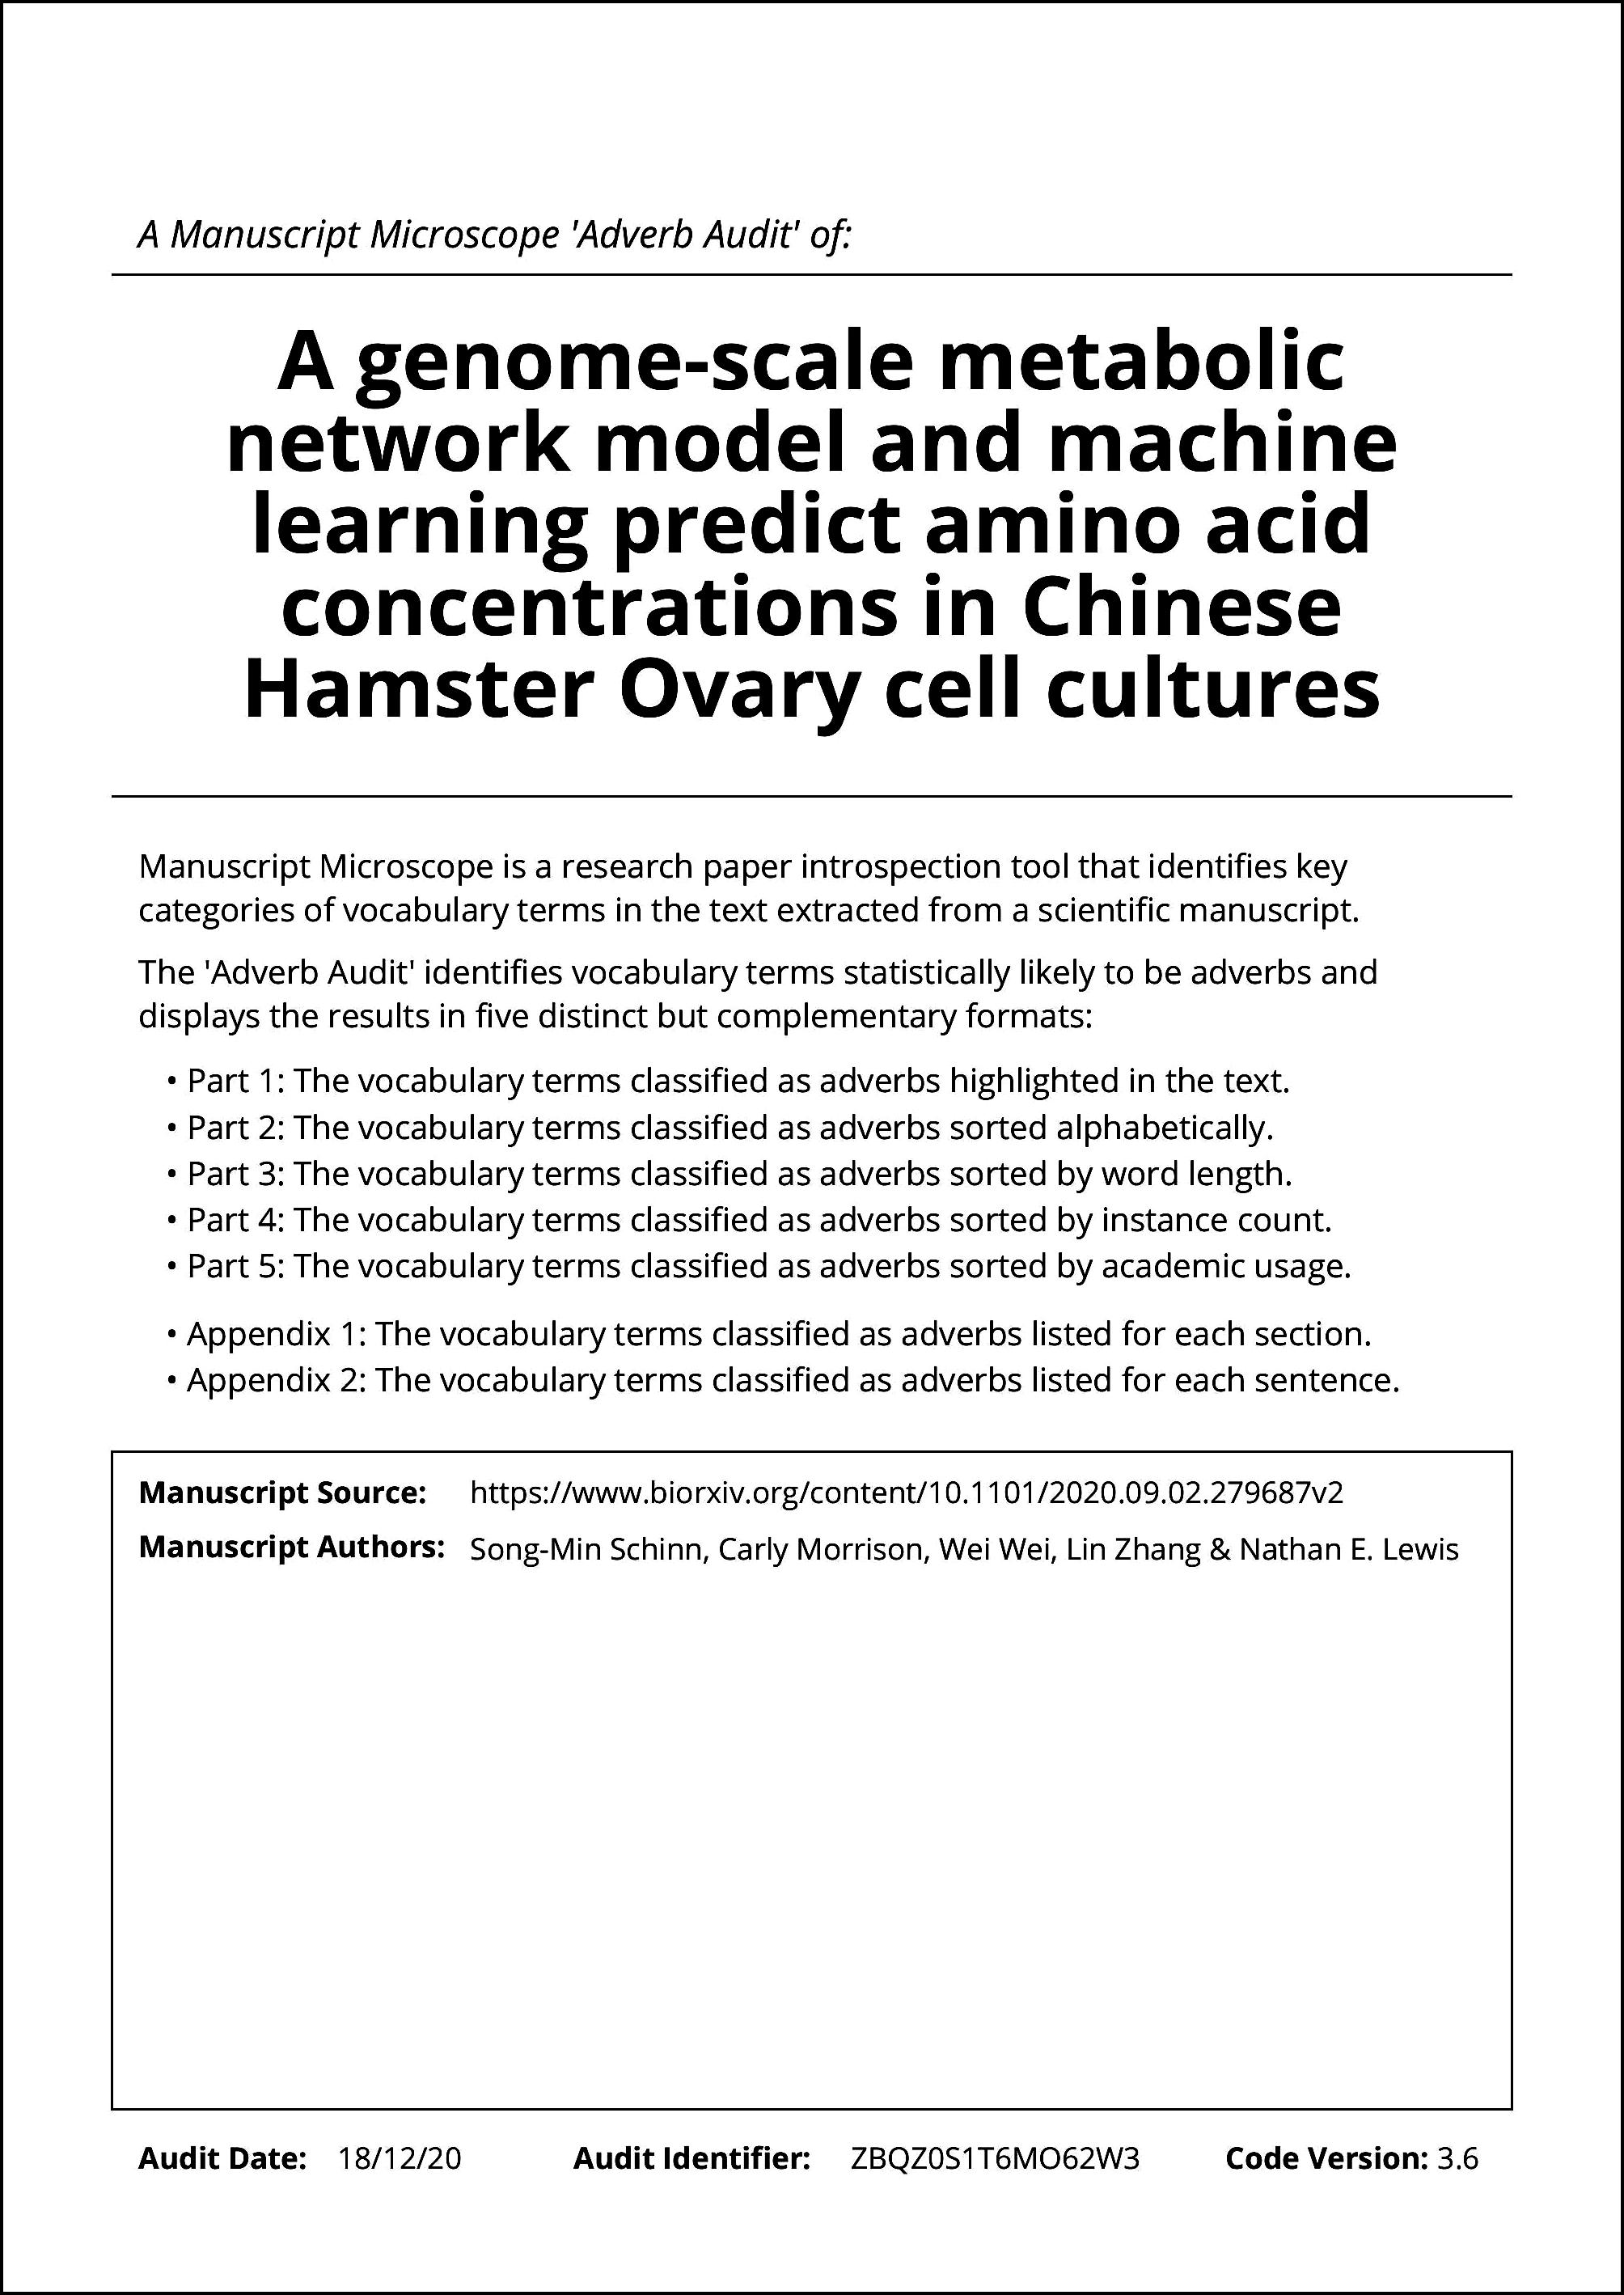 A Manuscript Microscope 'Adverb Audit' of:
A genome-scale metabolic
network model and machine
learning predict amino acid
concentrations in Chinese
Hamster Ovary cell cultures
Manuscript Microscope is a research paper introspection tool that identifies key
categories of vocabulary terms in the text extracted from a scientific manuscript.
The 'Adverb Audit' identifies vocabulary terms statistically likely to be adverbs and
displays the results in five distinct but complementary formats:
• Part 1: The vocabulary terms classified as adverbs highlighted in the text.
• Part 2: The vocabulary terms classified as adverbs sorted alphabetically.
• Part 3: The vocabulary terms classified as adverbs sorted by word length.
• Part 4: The vocabulary terms classified as adverbs sorted by instance count.
• Part 5: The vocabulary terms classified as adverbs sorted by academic usage.
• Appendix 1: The vocabulary terms classified as adverbs listed for each section.
• Appendix 2: The vocabulary terms classified as adverbs listed for each sentence.
Manuscript Source: https://www.biorxiv.org/content/10.1101/2020.09.02.279687v2
Manuscript Authors: Song-Min Schinn, Carly Morrison, Wei Wei, Lin Zhang & Nathan E. Lewis
Audit Date: 18/12/20 Audit Identifier: ZBQZ0S1T6MO62W3 Code Version: 3.6